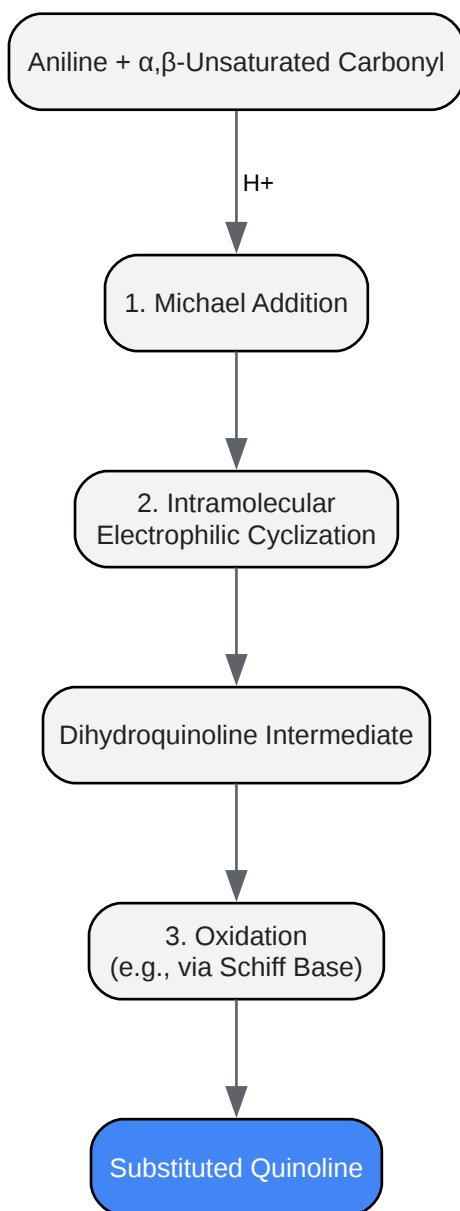 Aniline + α,β-Unsaturated Carbonyl
H+
1. Michael Addition
2. Intramolecular
Electrophilic Cyclization
Dihydroquinoline Intermediate
3. Oxidation
(e.g., via Schiff Base)
Substituted Quinoline